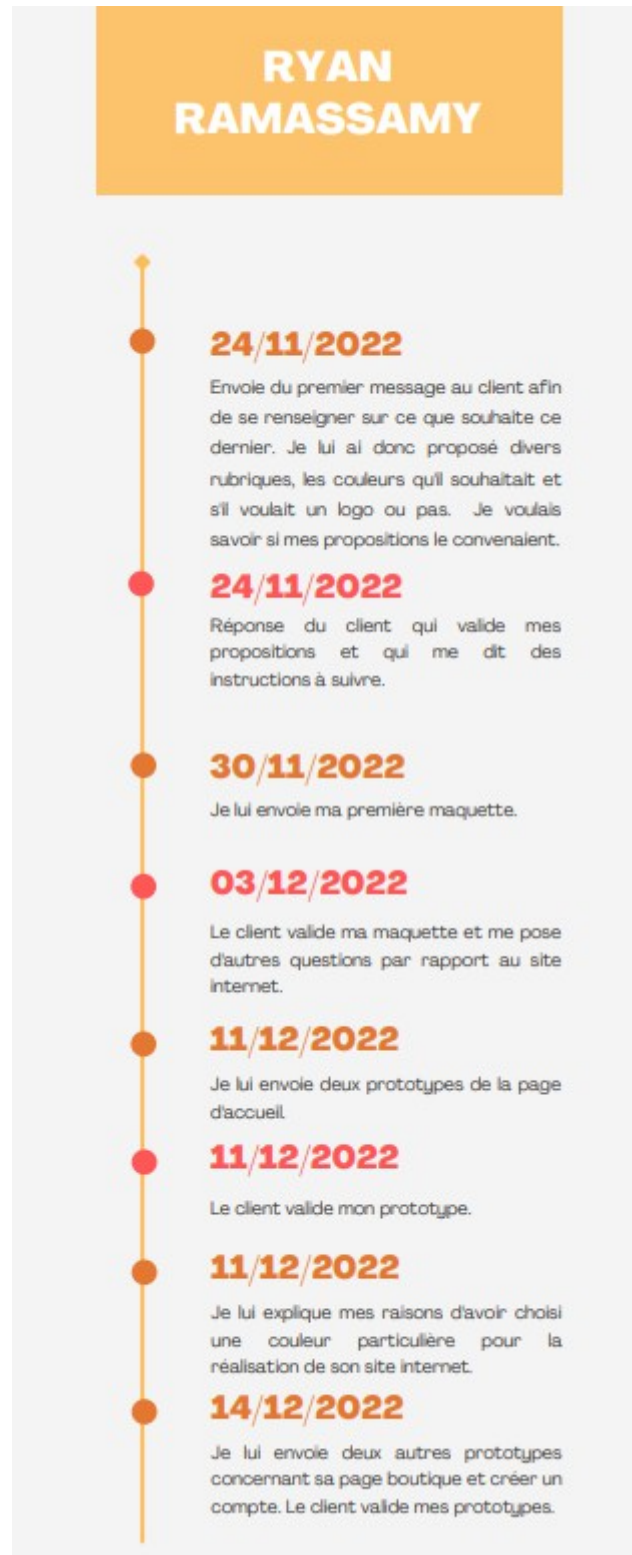 RYAN
RAMASSAMY
24/11/2022
Envoie du premier message au client afin
de se renseigner sur ce que souhaite ce
dernier. Je lui ai donc proposé divers
rubriques, les couleurs qu'il souhaitait et
s'il voulait un logo ou pas. Je voulais
savoir si mes propositions le convenaient.
24/11/2022
Réponse du client qui valide mes
propositions et qui me dit des
instructions à suivre.
30/11/2022
Je lui envoie ma première maquette.
03/12/2022
Le client valide ma maquette et me pose
d'autres questions par rapport au site
internet.
11/12/2022
Je lui envoie deux prototypes de la page
d'accueil.
11/12/2022
Le client valide mon prototype.
11/12/2022
Je lui explique mes raisons d'avoir choisi
une couleur particulière pour la
réalisation de son site internet.
14/12/2022
Je lui envoie deux autres prototypes
concernant sa page boutique et créer un
compte. Le client valide mes prototypes.